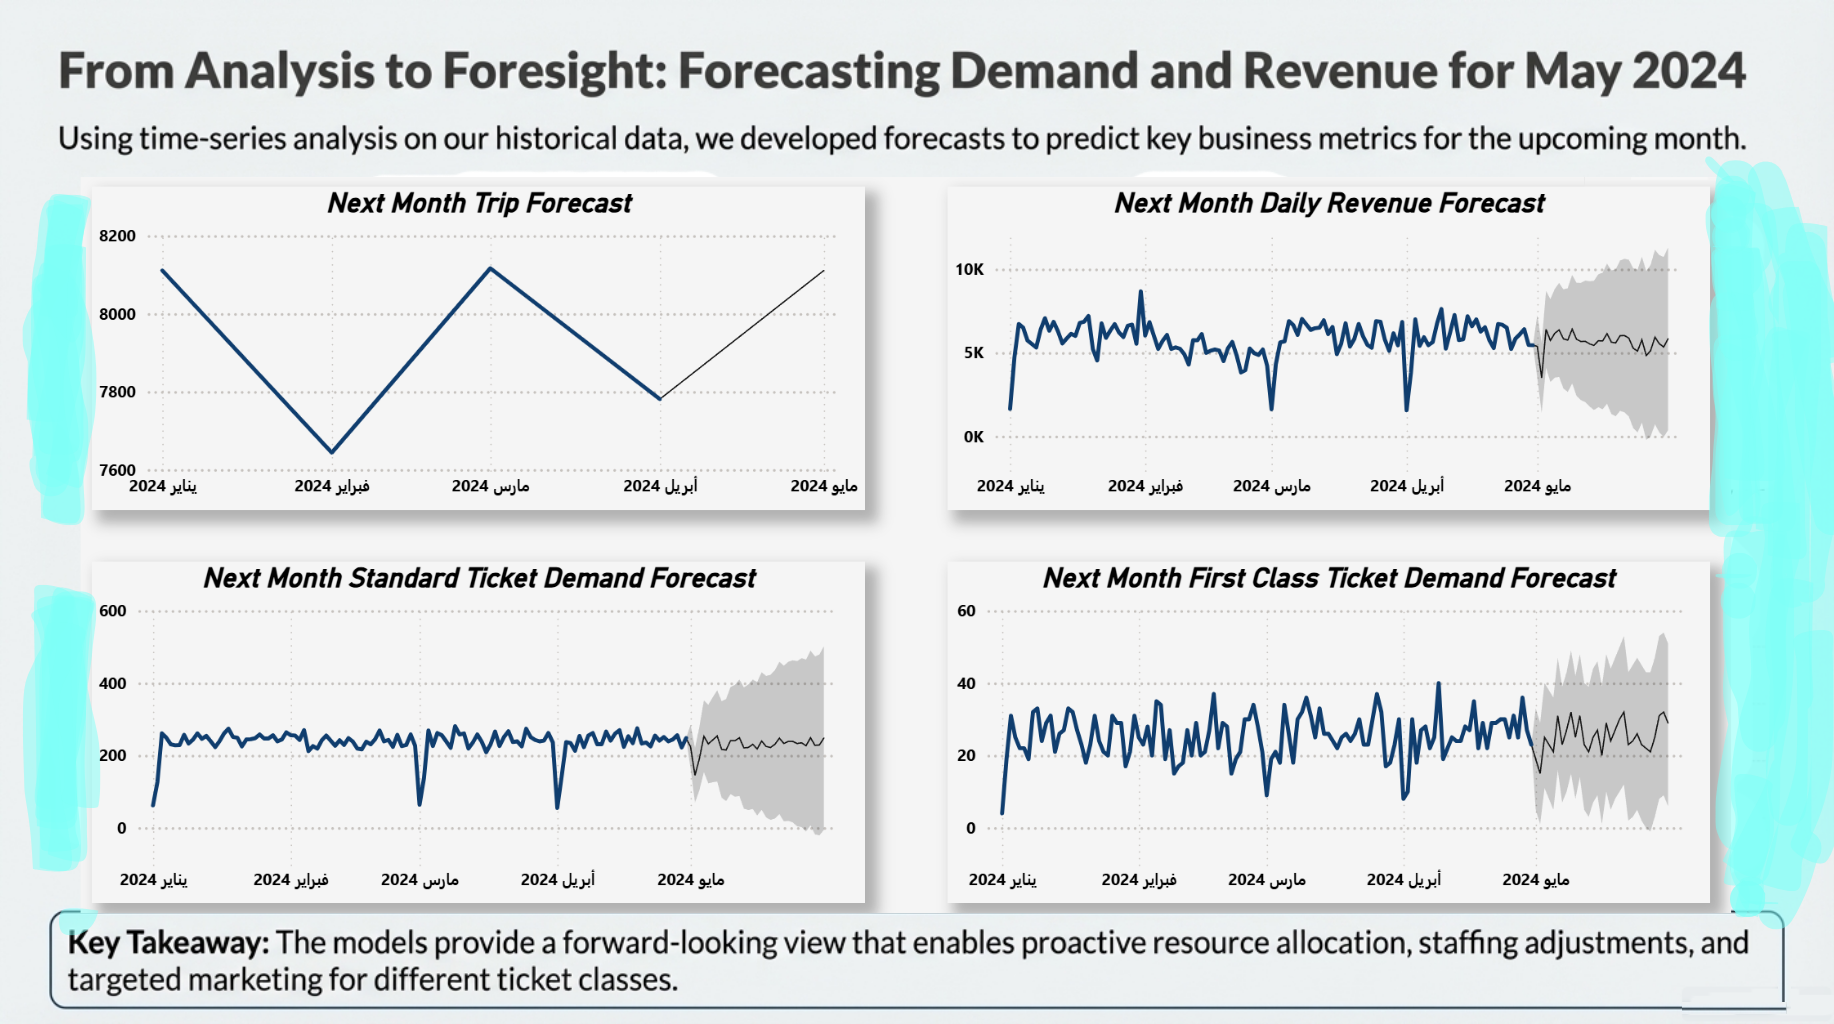 From Analysis to Foresight: Forecasting Demand and Revenue for May 2024
Using time-series analysis on our historical data, we developed forecasts to predict key business metrics for the upcoming month.
Next Month Trip Forecast
8200
8000
7800
7600
يناير 2024
فبراير 2024
مارس 2024
أبريل 2024
مايو 2024
Next Month Daily Revenue Forecast
10K
5K
0K
يناير 2024
فبراير 2024
مارس 2024
أبريل 2024
مايو 2024
Next Month Standard Ticket Demand Forecast
600
400
200
0
يناير 2024
فبراير 2024
مارس 2024
أبريل 2024
مايو 2024
Next Month First Class Ticket Demand Forecast
60
40
20
0
يناير 2024
فبراير 2024
مارس 2024
أبريل 2024
مايو 2024
Key Takeaway: The models provide a forward-looking view that enables proactive resource allocation, staffing adjustments, and
targeted marketing for different ticket classes.